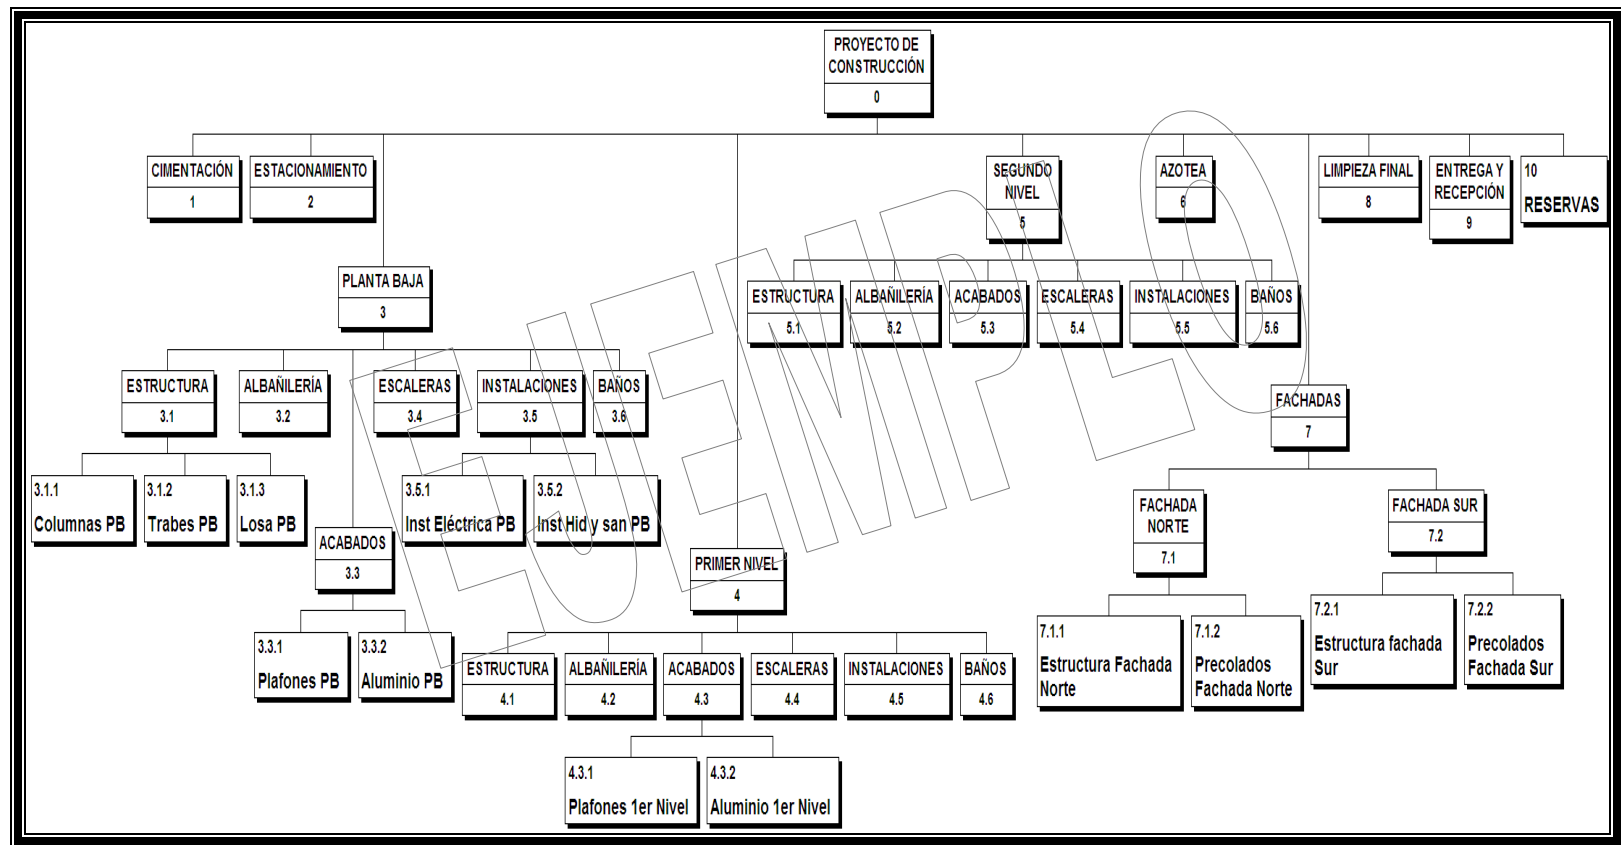 PROYECTO DE
CONSTRUCCIÓN
0
CIMENTACIÓN
1
ESTACIONAMIENTO
2
SEGUNDO
NIVEL
5
AZOTEA
6
LIMPIEZA FINAL
8
ENTREGA Y
RECEPCIÓN
9
10
RESERVAS
PLANTA BAJA
3
ESTRUCTURA
5.1
ALBAÑILERÍA
5.2
ACABADOS
5.3
ESCALERAS
5.4
INSTALACIONES
5.5
BAÑOS
5.6
ESTRUCTURA
3.1
ALBAÑILERÍA
3.2
ESCALERAS
3.4
INSTALACIONES
3.5
BAÑOS
3.6
FACHADAS
7
3.1.1
Columnas PB
3.1.2
Trabes PB
3.1.3
Losa PB
3.5.1
Inst Eléctrica PB
3.5.2
Inst Hid y san PB
ACABADOS
3.3
FACHADA
NORTE
7.1
FACHADA SUR
7.2
PRIMER NIVEL
4
3.3.1
Plafones PB
3.3.2
Aluminio PB
7.1.1
Estructura Fachada
Norte
7.1.2
Precolados
Fachada Norte
7.2.1
Estructura fachada
Sur
7.2.2
Precolados
Fachada Sur
ESTRUCTURA
4.1
ALBAÑILERÍA
4.2
ACABADOS
4.3
ESCALERAS
4.4
INSTALACIONES
4.5
BAÑOS
4.6
4.3.1
Plafones 1er Nivel
4.3.2
Aluminio 1er Nivel
EJEMPLO